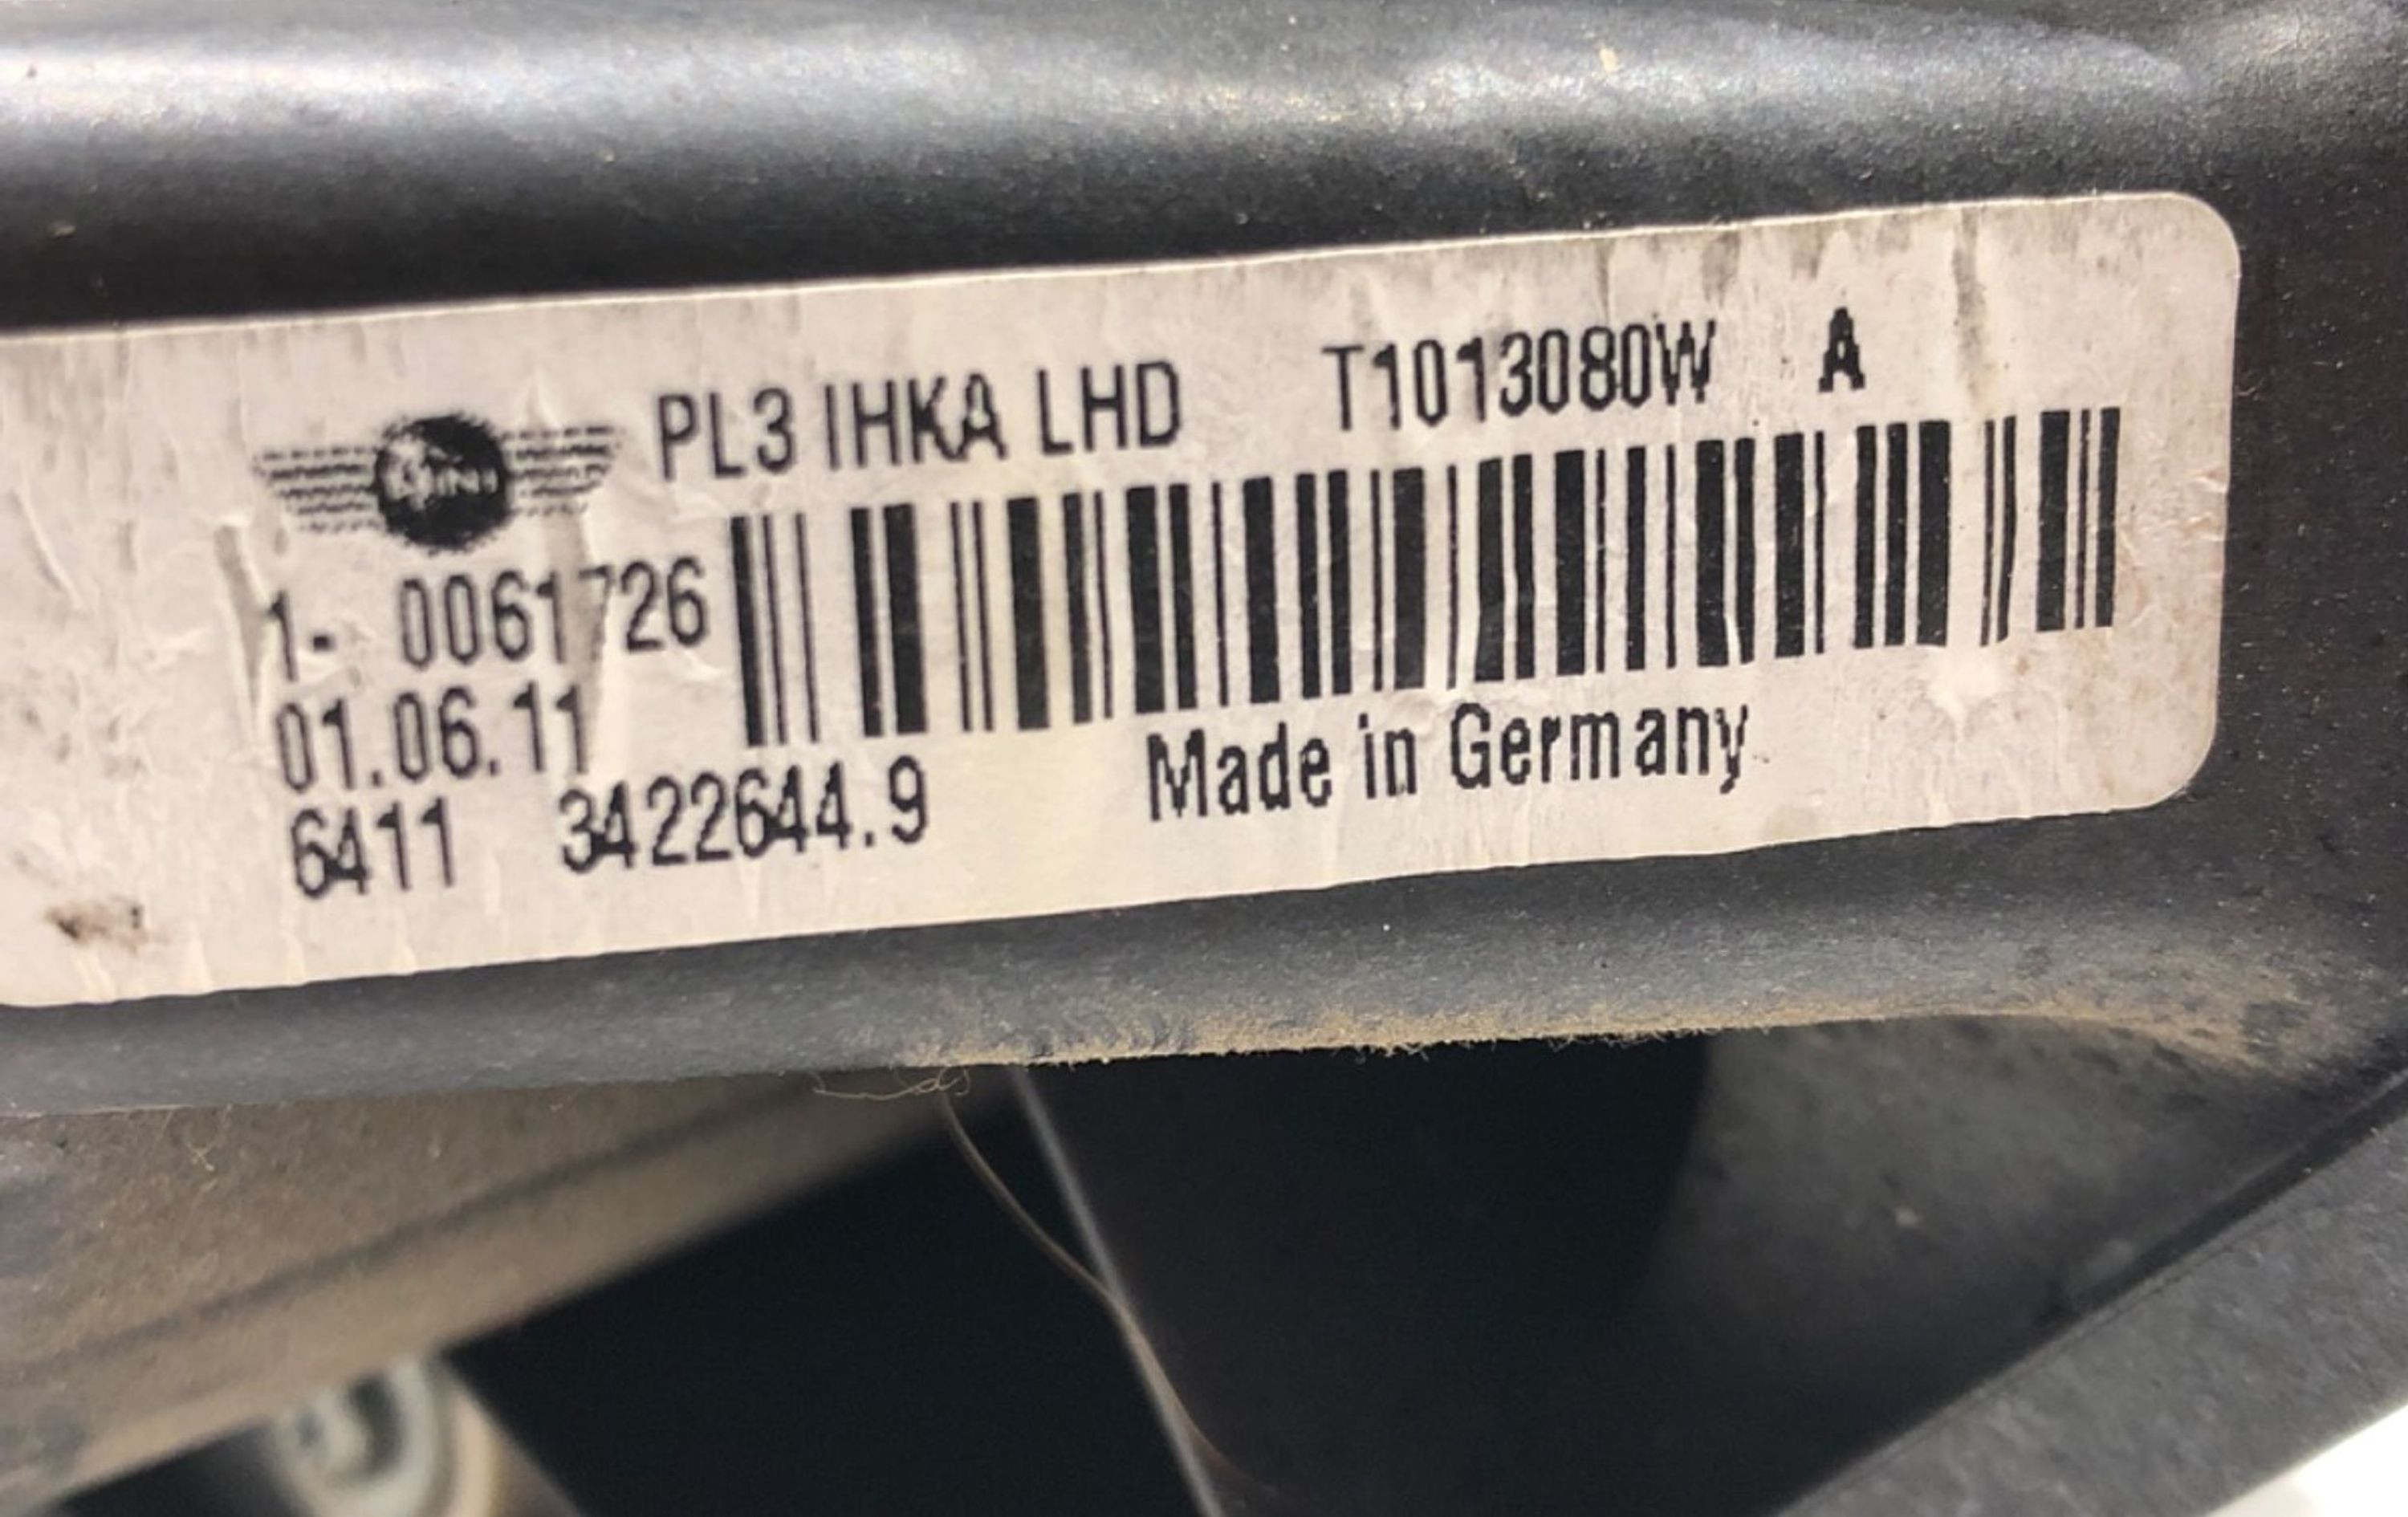 PL3 IHKA LHD T1013080W A
1- 0061726
01.06.11
6411 3422644.9 Made in Germany